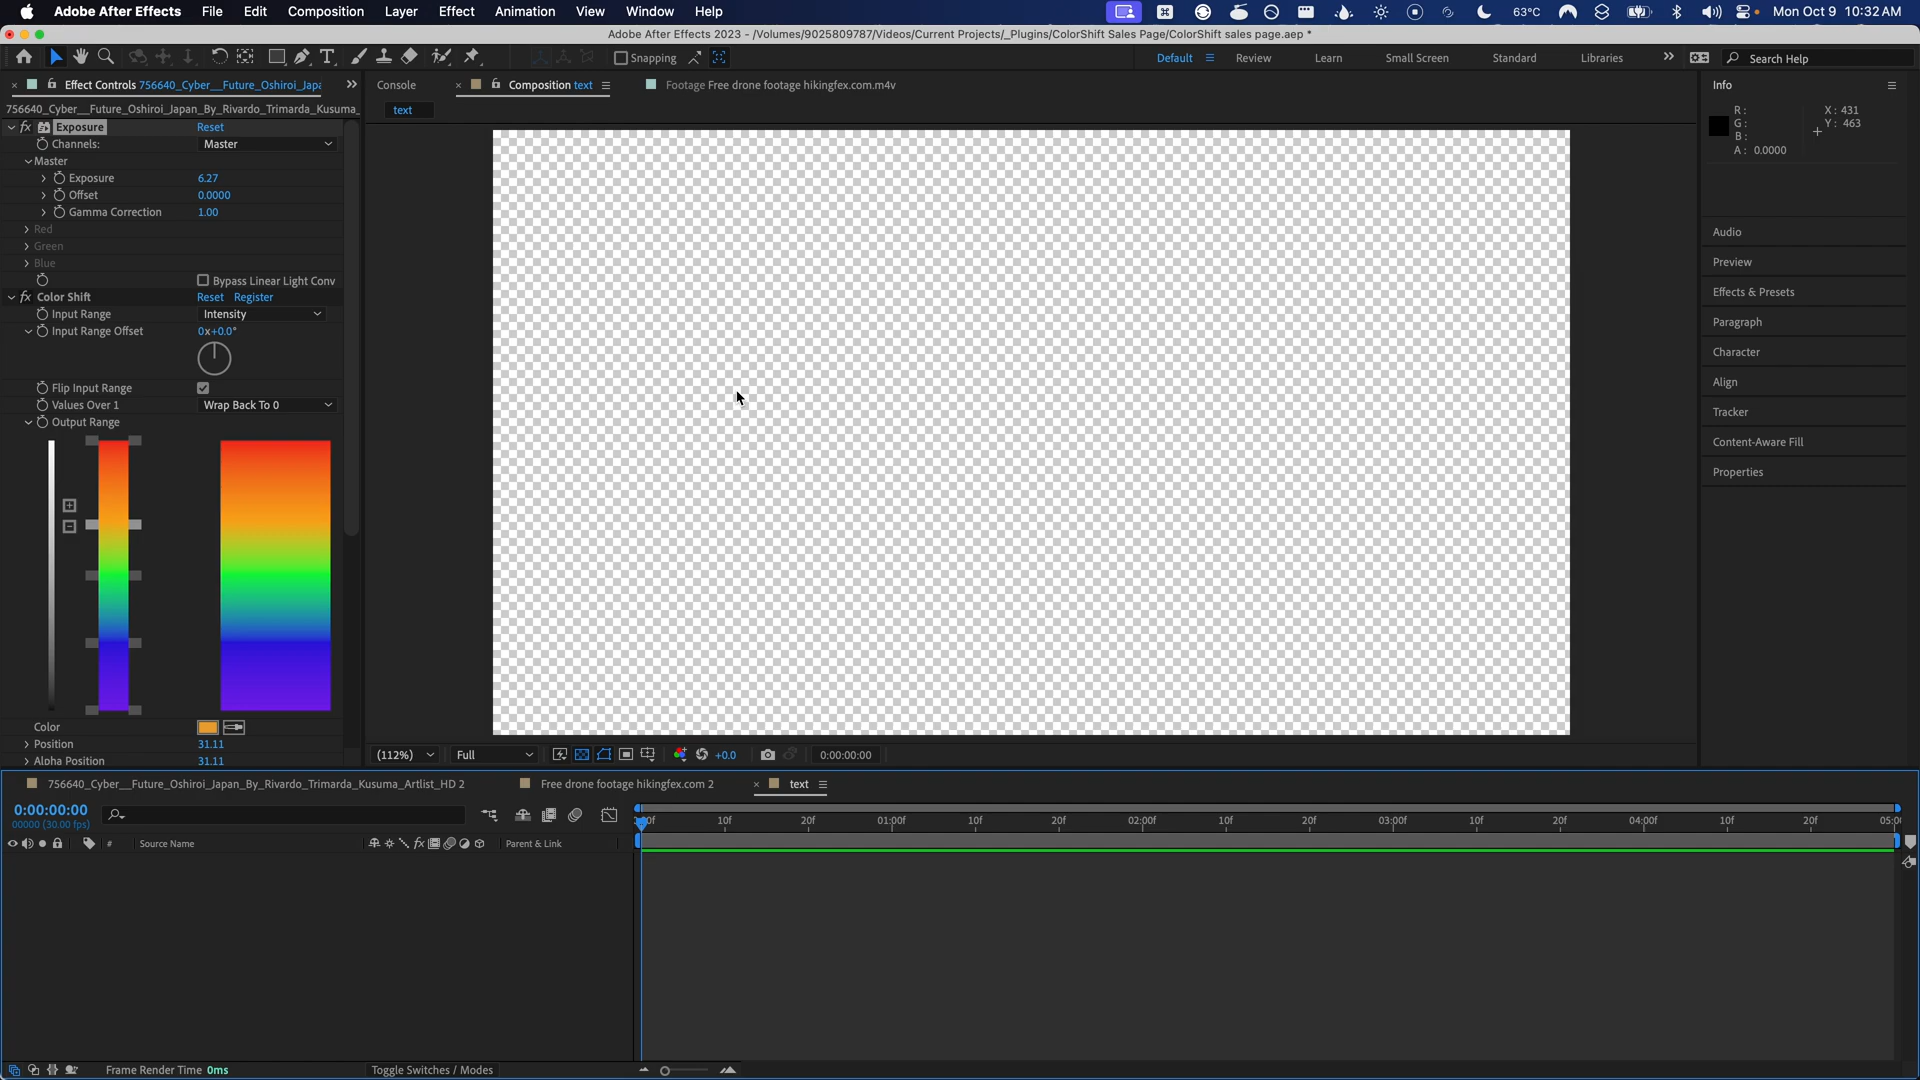 Adobe After Effects File Edit Composition Layer Effect Animation View Window Help 63°C Mon Oct 9 10:32 AM
Adobe After Effects 2023 - /Volumes/9025809787/Videos/Current Projects/_Plugins/ColorShift Sales Page/ColorShift sales page.aep *
Snapping Default Review Learn Small Screen Standard Libraries Search Help
Effect Controls 756640_Cyber__Future_Oshiroi_Japa Console Composition text Footage Free drone footage hikingfex.com.m4v Info
756640_Cyber__Future_Oshiroi_Japan_By_Rivardo_Trimarda_Kusuma_ text
R: X: 431
G: Y: 463
B:
A: 0.0000
Exposure Reset
Channels: Master
Master
Exposure 6.27
Offset 0.0000
Gamma Correction 1.00
Red
Green
Blue
Bypass Linear Light Conv
Color Shift Reset Register
Input Range Intensity
Input Range Offset 0x+0.0°
Flip Input Range
Values Over 1 Wrap Back To 0
Output Range
Color
Position 31.11
Alpha Position 31.11
Audio
Preview
Effects & Presets
Paragraph
Character
Align
Tracker
Content-Aware Fill
Properties
(112%) Full +0.0 0:00:00:00
756640_Cyber__Future_Oshiroi_Japan_By_Rivardo_Trimarda_Kusuma_Artlist_HD 2 Free drone footage hikingfex.com 2 text
0:00:00:00
00000 (30.00 fps)
10f 20f 01:00f 10f 20f 02:00f 10f 20f 03:00f 10f 20f 04:00f 10f 20f
# Source Name Parent & Link
Frame Render Time 0ms Toggle Switches / Modes